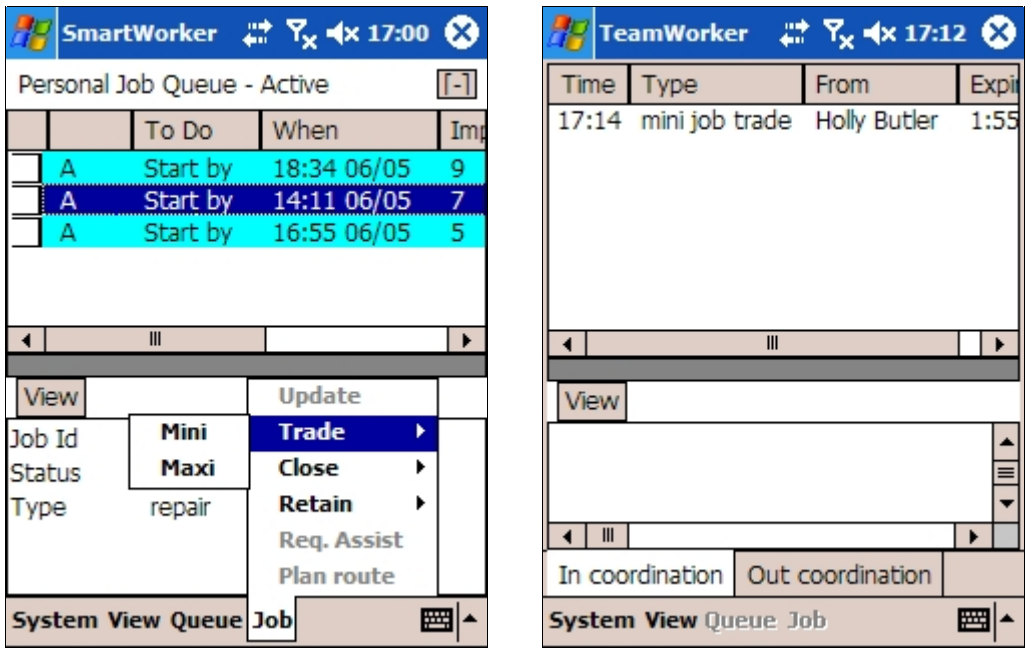 SmartWorker 17:00
Personal Job Queue - Active [-]
To Do When Imp
A Start by 18:34 06/05 9
A Start by 14:11 06/05 7
A Start by 16:55 06/05 5
View
Update
Job Id Mini Trade
Status Maxi Close
Type repair Retain
Req. Assist
Plan route
System View Queue Job
TeamWorker 17:12
Time Type From Expi
17:14 mini job trade Holly Butler 1:55
View
In coordination Out coordination
System View Queue Job